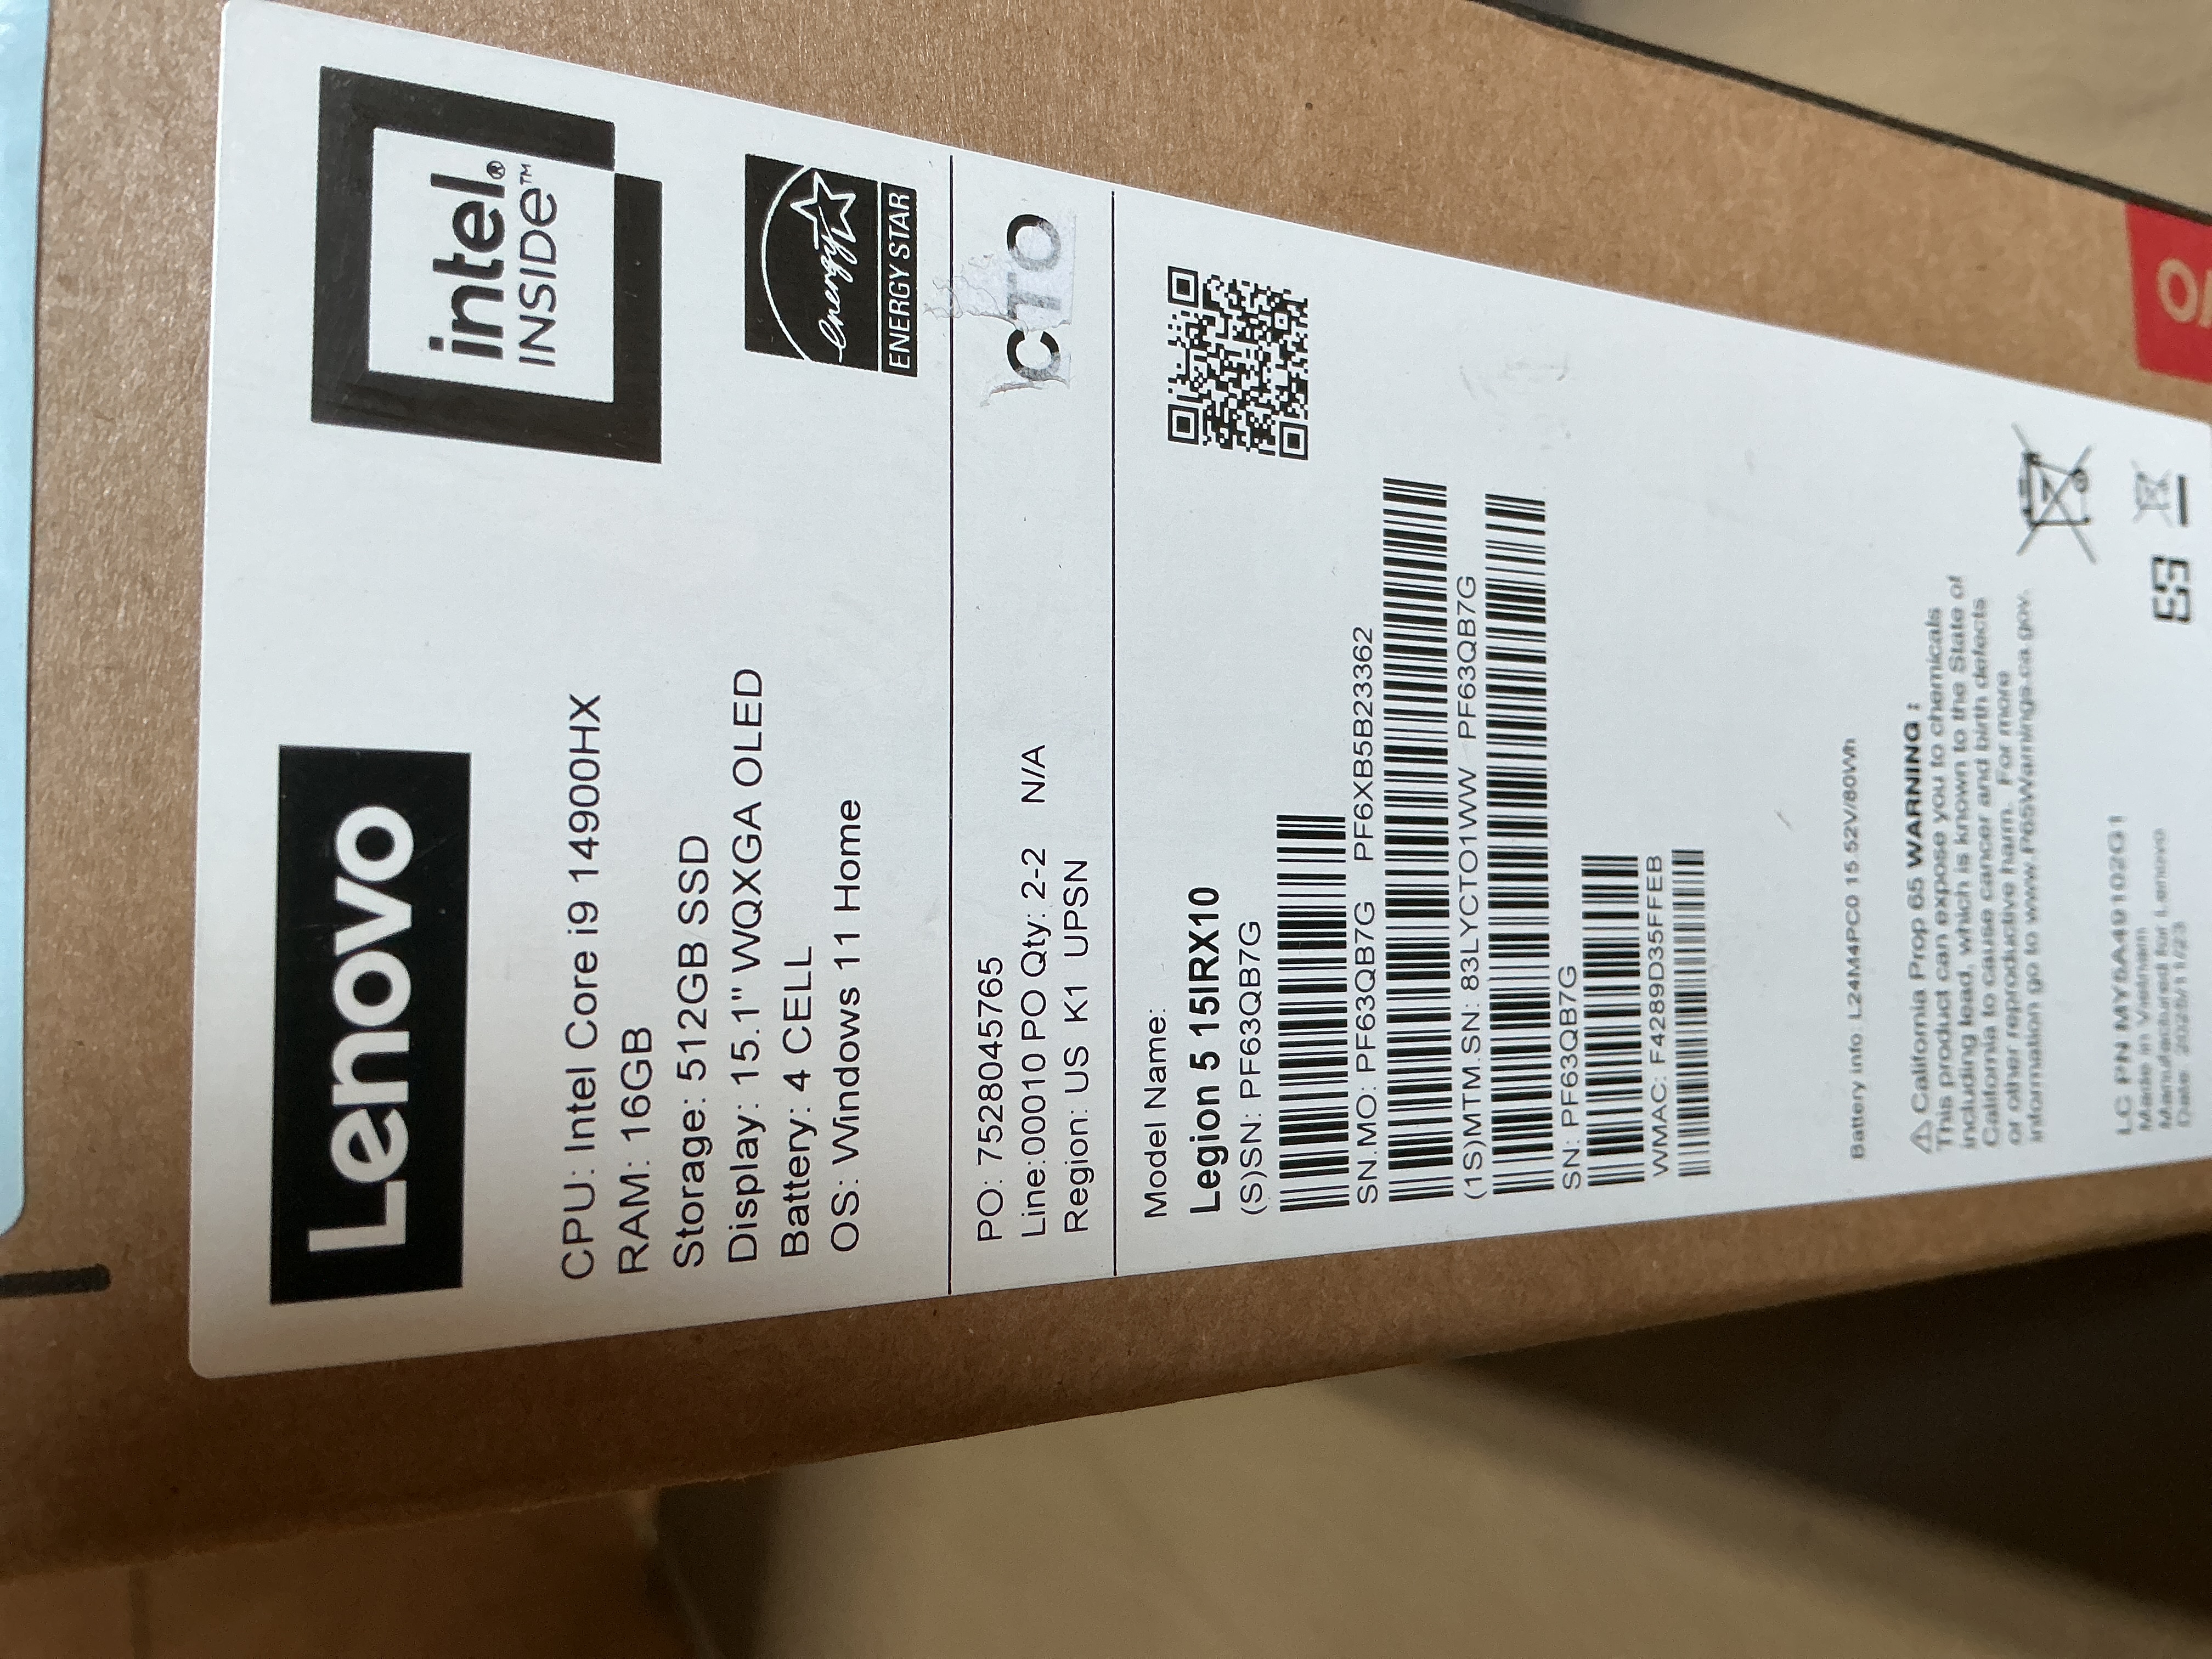 Lenovo
intel.®
INSIDE™
CPU: Intel Core i9 14900HX
RAM: 16GB
Storage: 512GB SSD
Display: 15.1" WQXGA OLED
Battery: 4 CELL
OS: Windows 11 Home
energy
ENERGY STAR
PO: 7528045765
Line:00010 PO Qty: 2-2 N/A
Region: US K1 UPSN
CTO
Model Name:
Legion 5 15IRX10
(S)SN: PF63QB7G
SN.MO: PF63QB7G PF6XB5B23362
(1S)MTM.SN: 83LYCTO1WW PF63QB7G
SN: PF63QB7G
WMAC: F4289D35FFEB
Battery info L24M4PC0 15.52V/80Wh
⚠ California Prop 65 WARNING :
This product can expose you to chemicals
including lead, which is known to the State of
California to cause cancer and birth defects
or other reproductive harm. For more
information go to www.P65Warnings.ca.gov.
Made in Vietnam
Manufactured for Lenovo